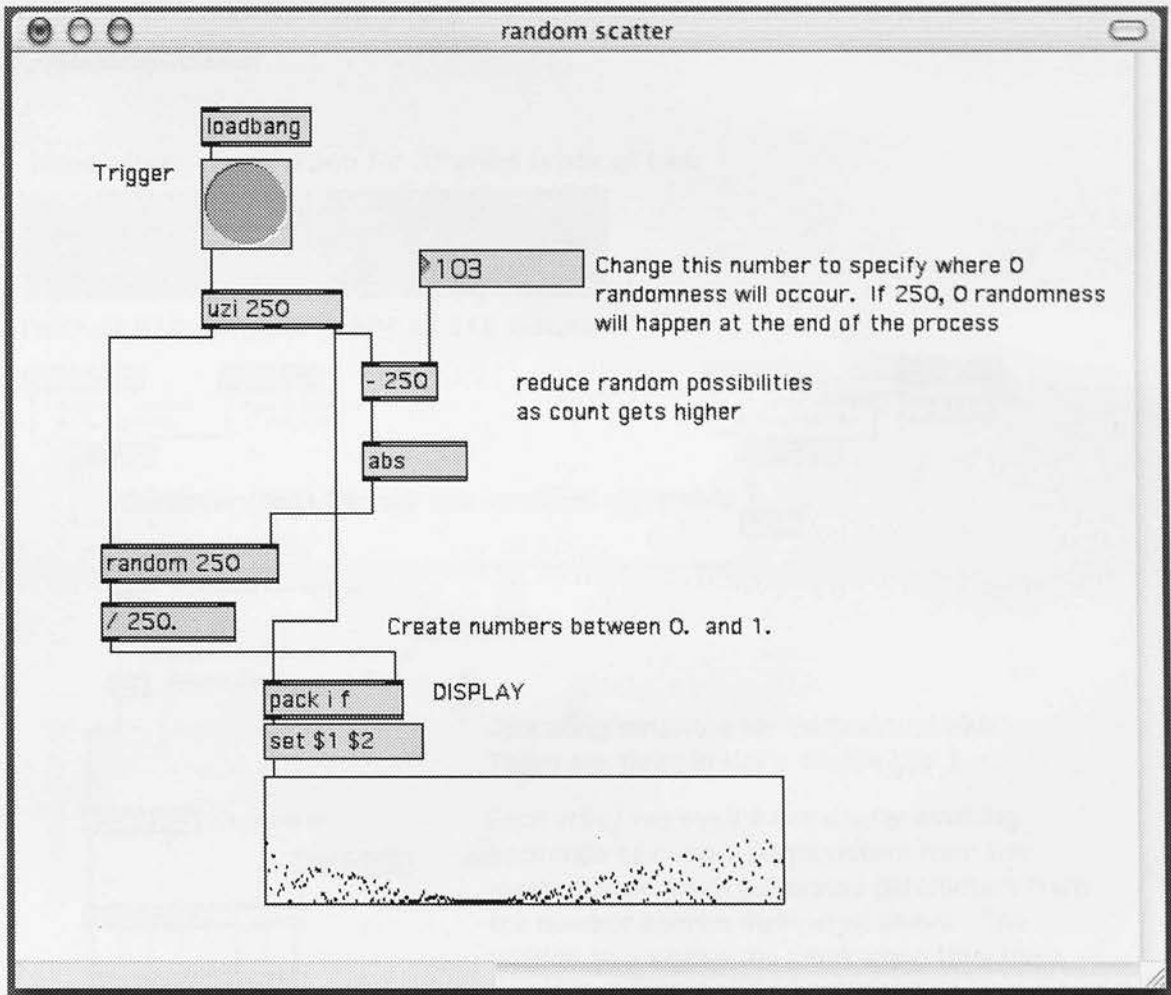 random scatter
loadbang
Trigger
103
Change this number to specify where 0
randomness will occour. If 250, 0 randomness
will happen at the end of the process
uzi 250
- 250
reduce random possibilities
as count gets higher
abs
random 250
/ 250.
Create numbers between 0. and 1.
pack i f
DISPLAY
set $1 $2